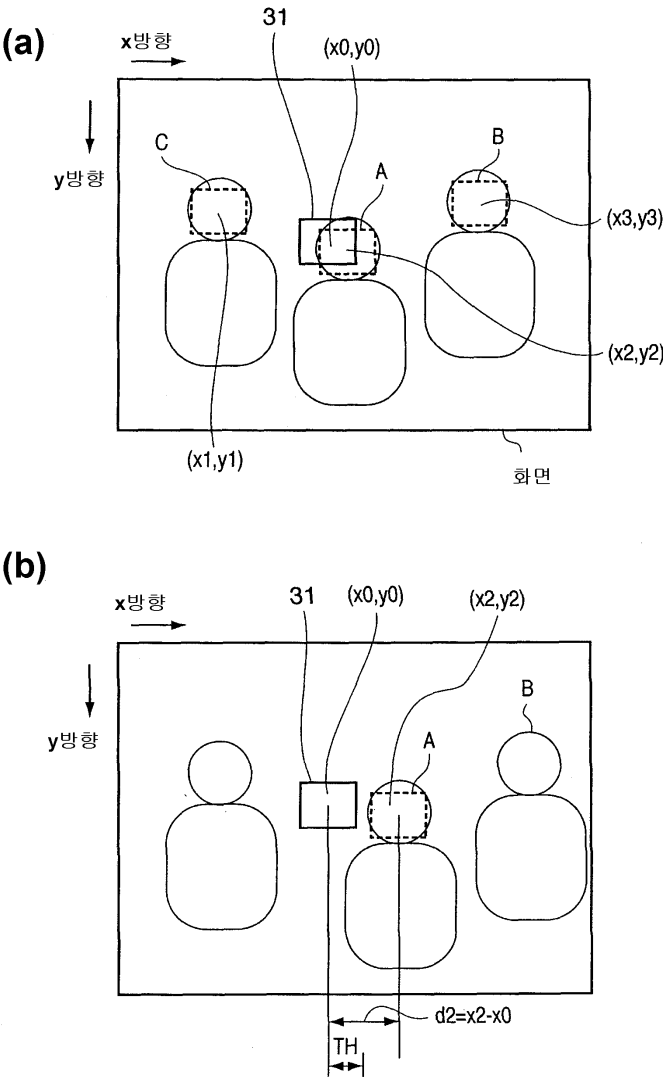 (a)
31
x방향
(x0,y0)
y방향
C
A
B
(x3,y3)
(x2,y2)
(x1,y1)
화면
(b)
x방향
31
(x0,y0)
(x2,y2)
y방향
A
B
d2=x2-x0
TH